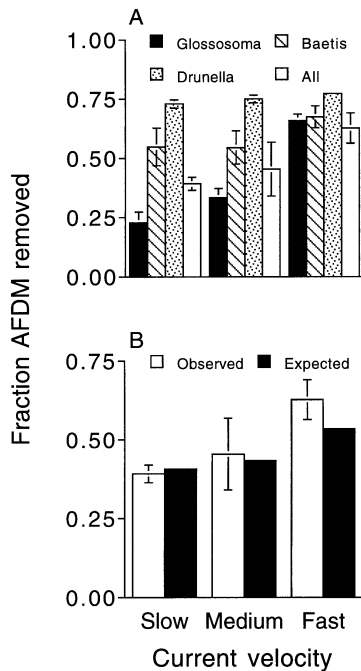 A
Glossosoma Baetis
Drunella All
1.00
0.75
0.50
0.25
0.00
Fraction AFDM removed
B
Observed Expected
0.75
0.50
0.25
0.00
Slow Medium Fast
Current velocity